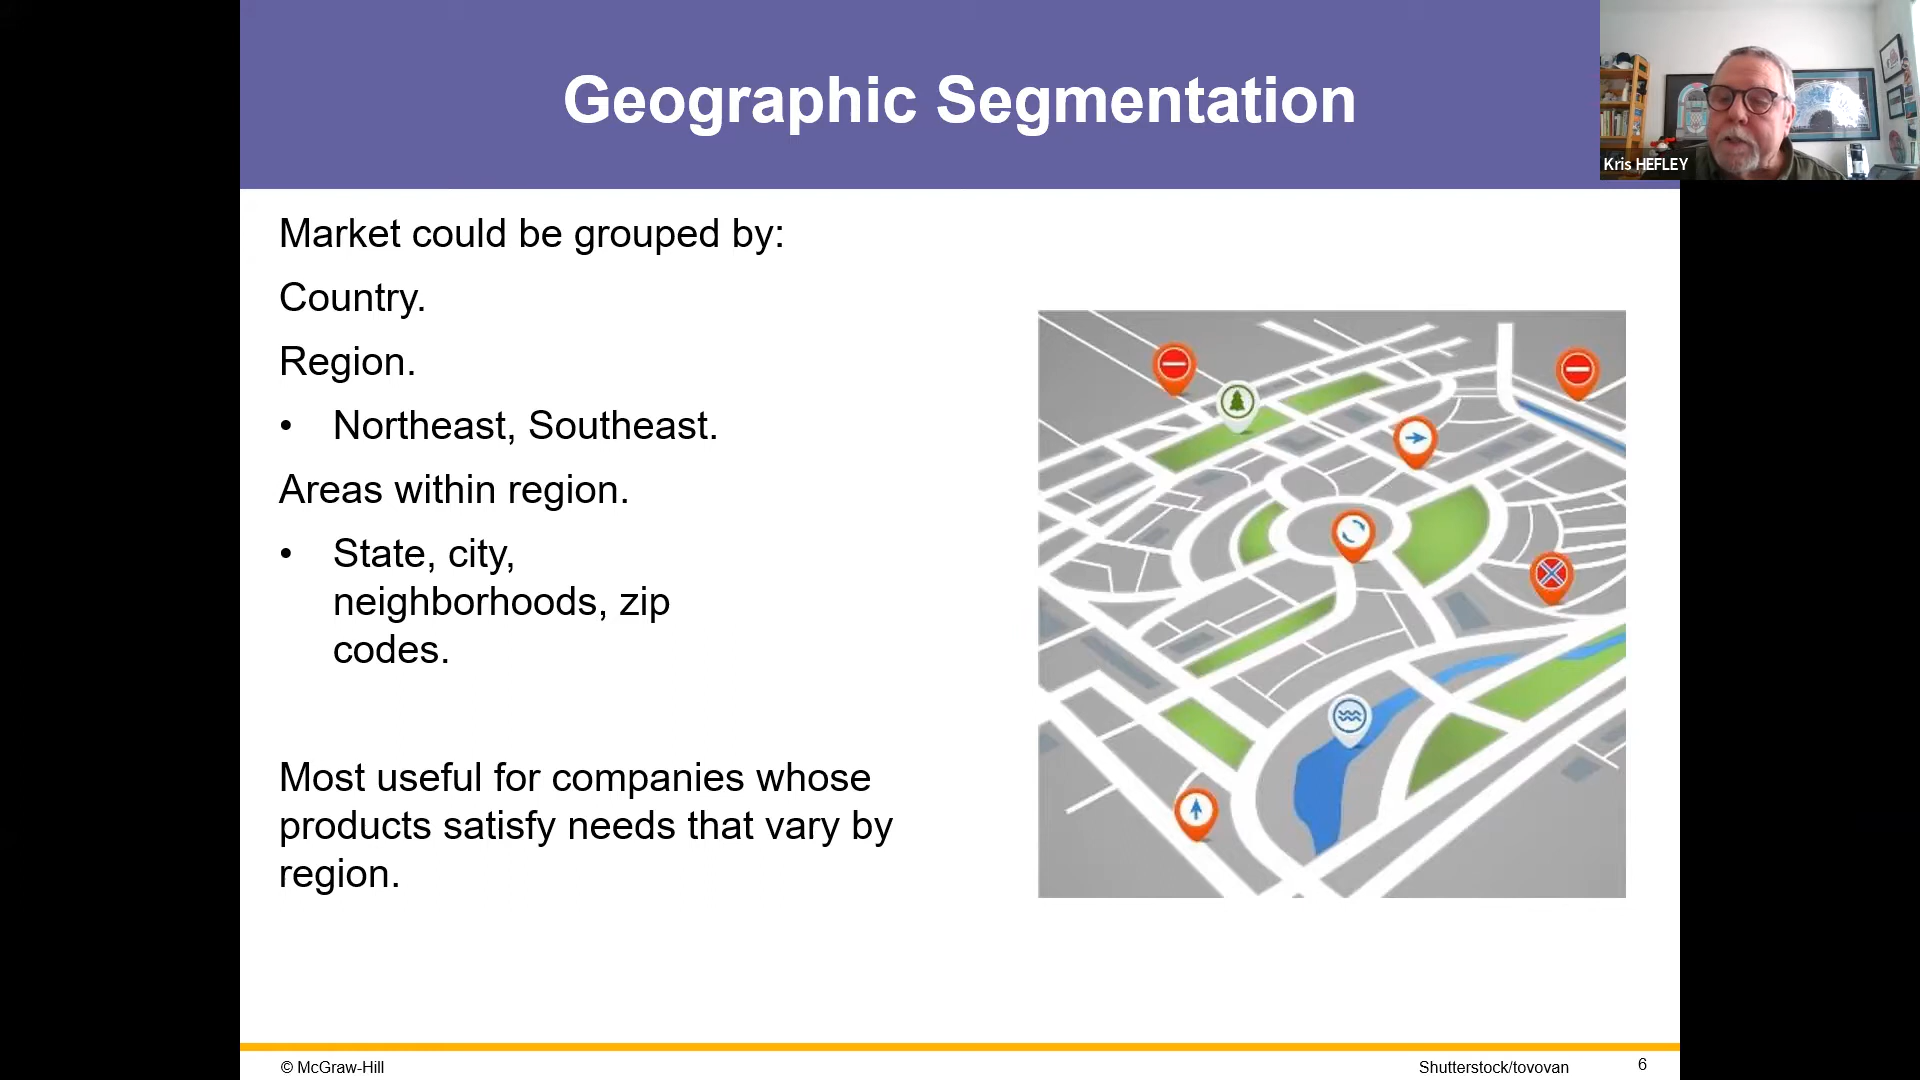 Geographic Segmentation
Kris HEFLEY
Market could be grouped by:
Country.
Region.
• Northeast, Southeast.
Areas within region.
• State, city,
neighborhoods, zip
codes.
Most useful for companies whose
products satisfy needs that vary by
region.
© McGraw-Hill
Shutterstock/tovovan
6